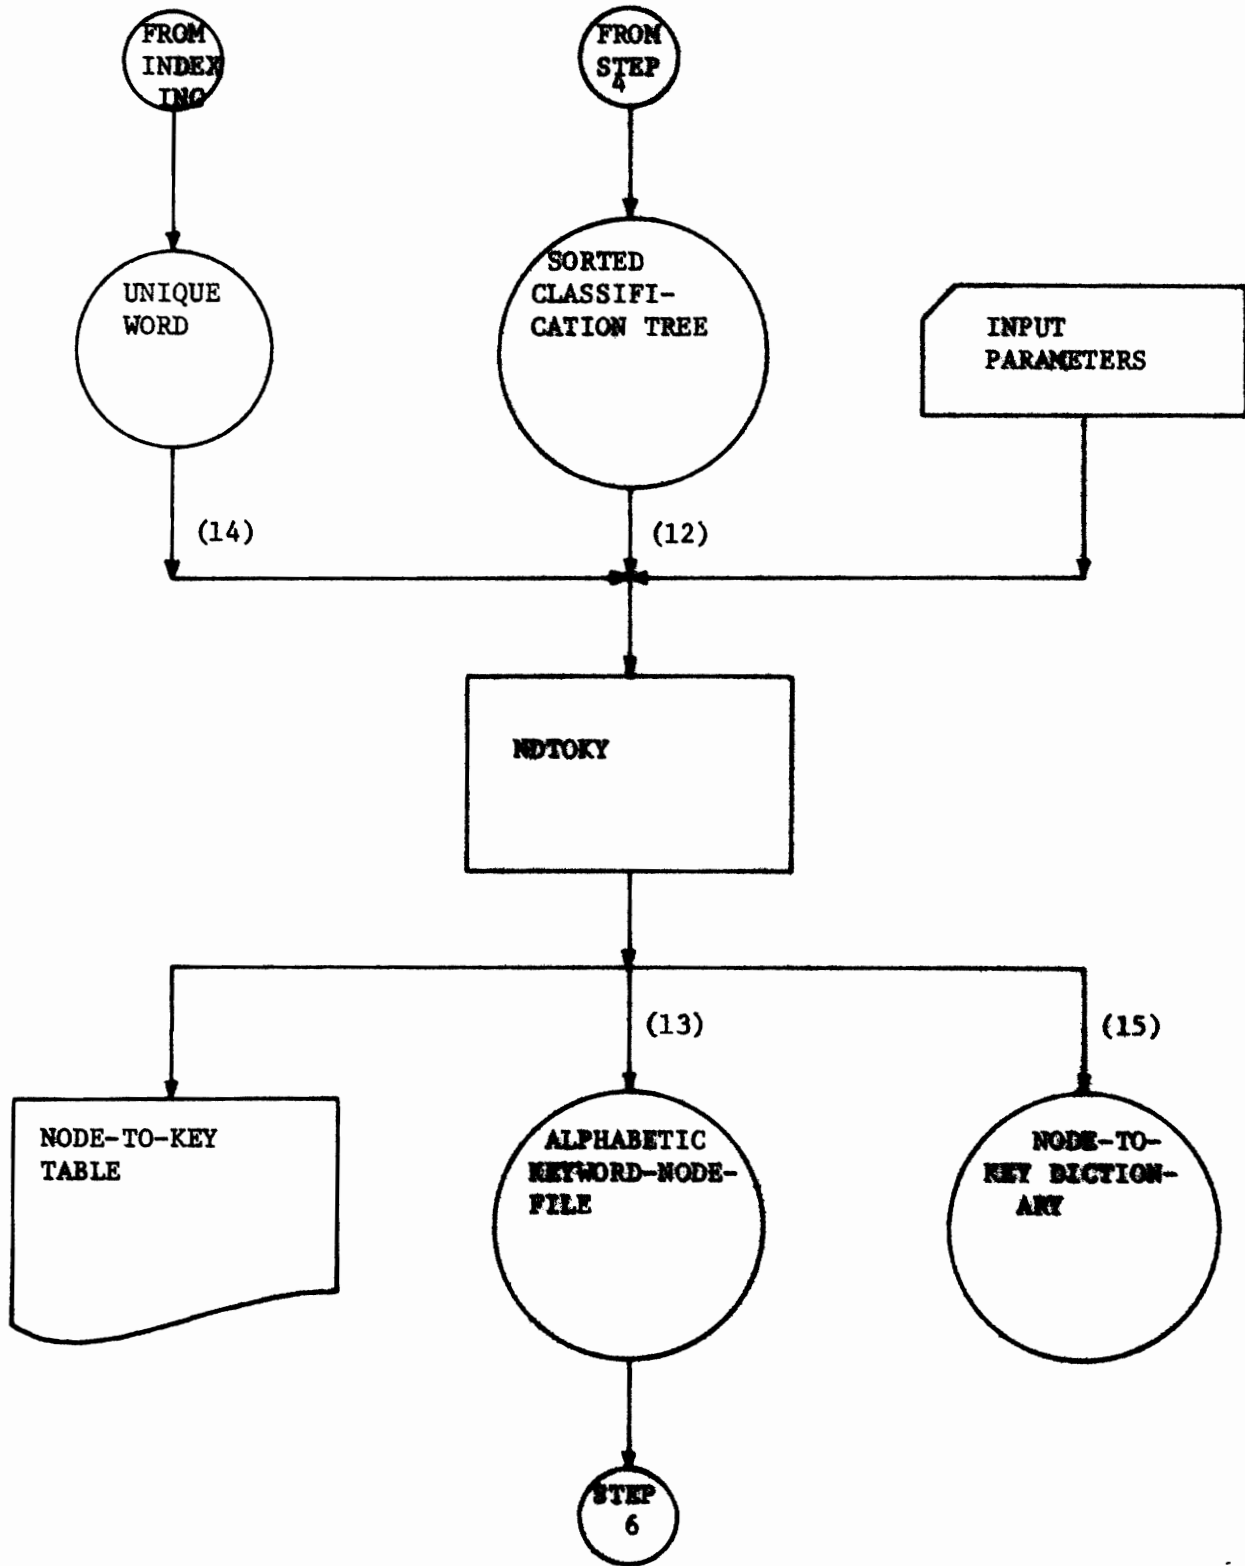 FROM
INDEX
ING
FROM
STEP
4
UNIQUE
WORD
SORTED
CLASSIFI-
CATION TREE
INPUT
PARAMETERS
(14)
(12)
NDTOKY
(13)
(15)
NODE-TO-KEY
TABLE
ALPHABETIC
KEYWORD-NODE-
FILE
NODE-TO-
KEY DICTION-
ARY
STEP
6